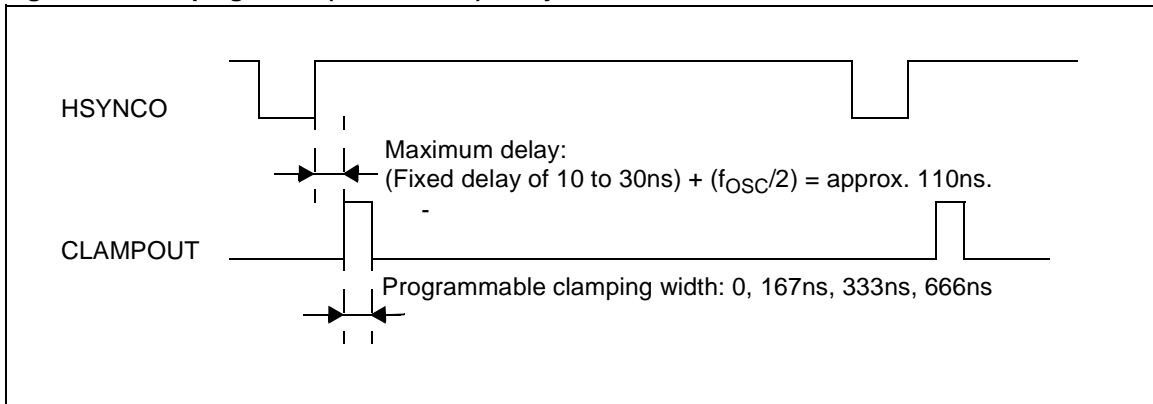 HSYNCO
Maximum delay:
(Fixed delay of 10 to 30ns) + (fOSC/2) = approx. 110ns.
-
CLAMPOUT
Programmable clamping width: 0, 167ns, 333ns, 666ns